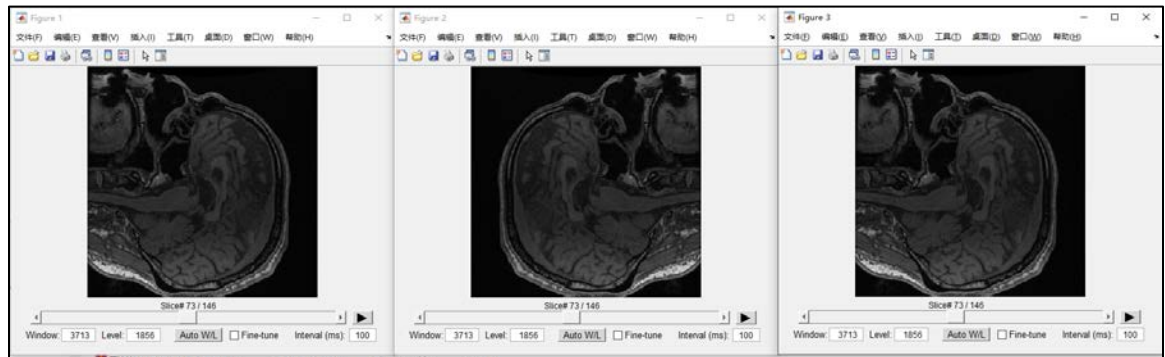 Figure 1
文件(F) 编辑(E) 查看(V) 插入(I) 工具(T) 桌面(D) 窗口(W) 帮助(H)
Slice# 73 / 146
Window: 3713 Level: 1856 Auto W/L Fine-tune Interval (ms): 100
Figure 2
文件(F) 编辑(E) 查看(V) 插入(I) 工具(T) 桌面(D) 窗口(W) 帮助(H)
Slice# 73 / 146
Window: 3713 Level: 1856 Auto W/L Fine-tune Interval (ms): 100
Figure 3
文件(F) 编辑(E) 查看(V) 插入(I) 工具(T) 桌面(D) 窗口(W) 帮助(H)
Slice# 73 / 146
Window: 3713 Level: 1856 Auto W/L Fine-tune Interval (ms): 100